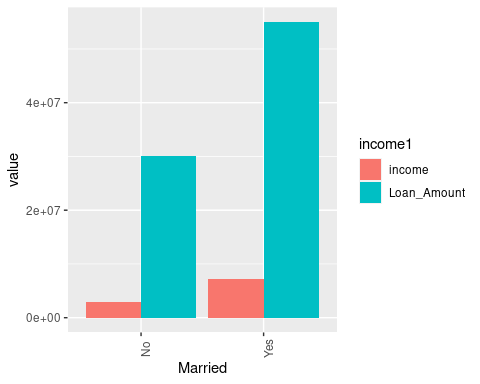 4e+07
2e+07
0e+00
value
No
Yes
Married
income1
income
Loan_Amount